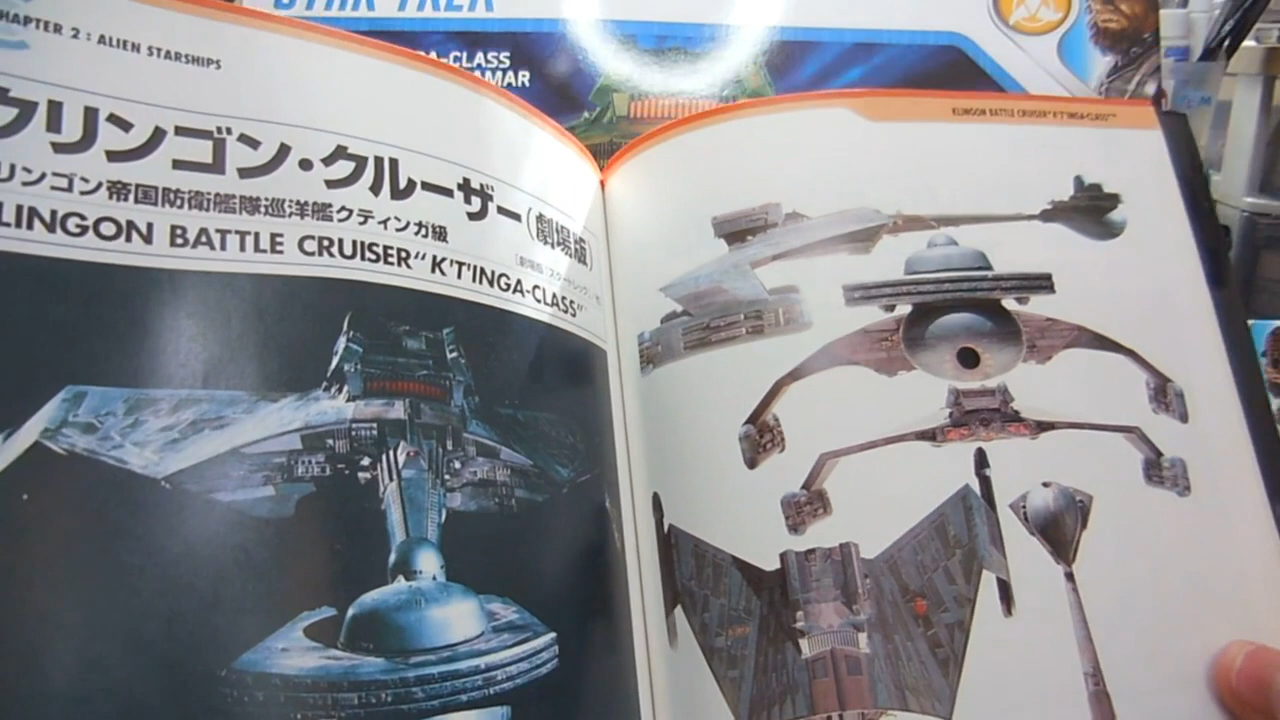 STAR TREK
-CLASS
AMAR
HAPTER 2 : ALIEN STARSHIPS
クリンゴン・クルーザー(劇場版)
リンゴン帝国防衛艦隊巡洋艦クティンガ級
LINGON BATTLE CRUISER "K'T'INGA-CLASS"
KLINGON BATTLE CRUISER "K'T'INGA-CLASS"